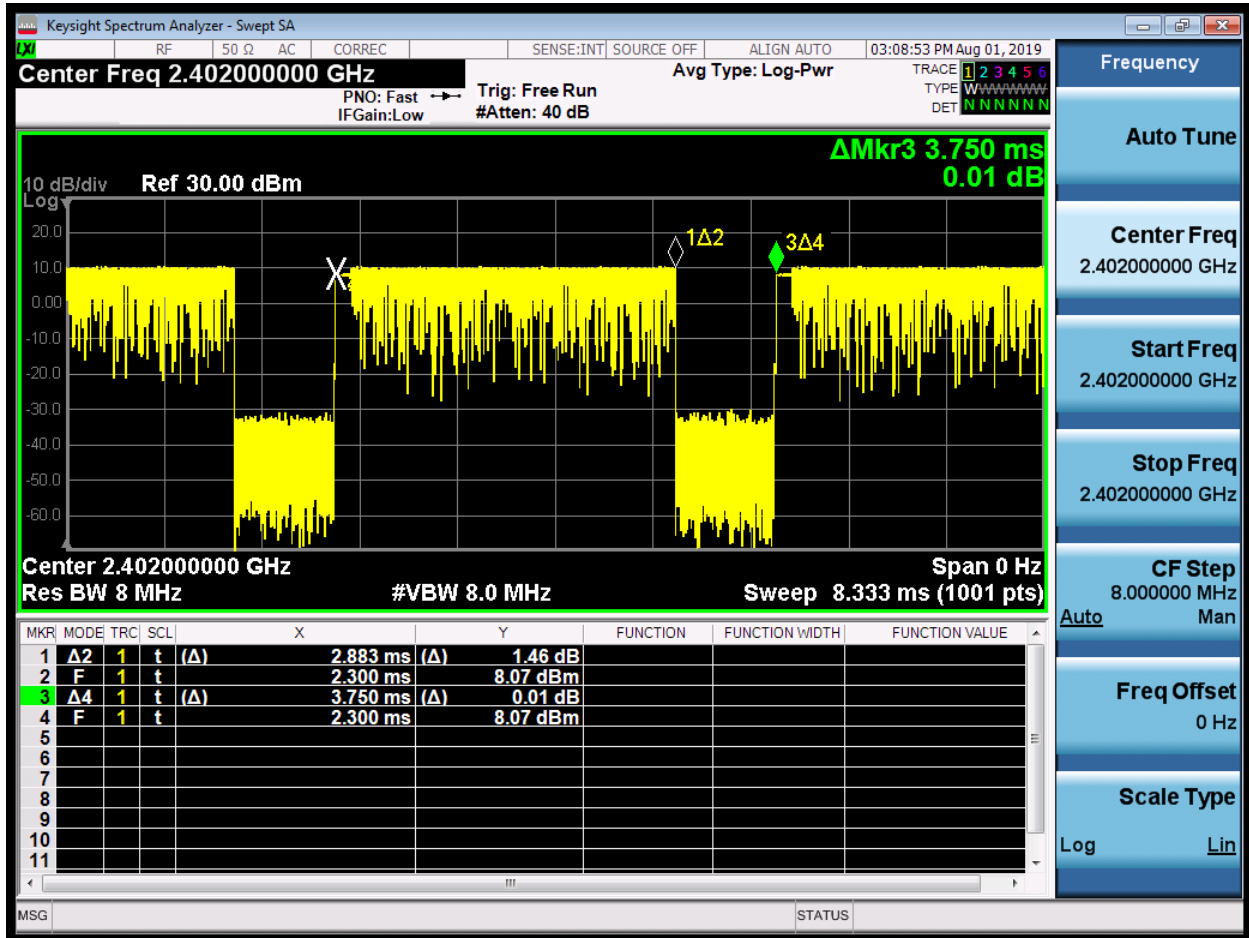 Keysight Spectrum Analyzer - Swept SA
LXI RF 50 Ω AC CORREC SENSE:INT SOURCE OFF ALIGN AUTO 03:08:53 PM Aug 01, 2019
Center Freq 2.402000000 GHz
PNO: Fast
IFGain:Low
Trig: Free Run
#Atten: 40 dB
Avg Type: Log-Pwr
TRACE 1 2 3 4 5 6
TYPE WWWWWW
DET N N N N N N
ΔMkr3 3.750 ms
0.01 dB
10 dB/div Ref 30.00 dBm
Log
20.0
10.0
0.00
-10.0
-20.0
-30.0
-40.0
-50.0
-60.0
1Δ2
3Δ4
Center 2.402000000 GHz Span 0 Hz
Res BW 8 MHz #VBW 8.0 MHz Sweep 8.333 ms (1001 pts)
MKR MODE TRC SCL X Y FUNCTION FUNCTION WIDTH FUNCTION VALUE
1 Δ2 1 t (Δ) 2.883 ms (Δ) 1.46 dB
2 F 1 t 2.300 ms 8.07 dBm
3 Δ4 1 t (Δ) 3.750 ms (Δ) 0.01 dB
4 F 1 t 2.300 ms 8.07 dBm
5
6
7
8
9
10
11
MSG STATUS
Frequency
Auto Tune
Center Freq
2.402000000 GHz
Start Freq
2.402000000 GHz
Stop Freq
2.402000000 GHz
CF Step
8.000000 MHz
Auto Man
Freq Offset
0 Hz
Scale Type
Log Lin